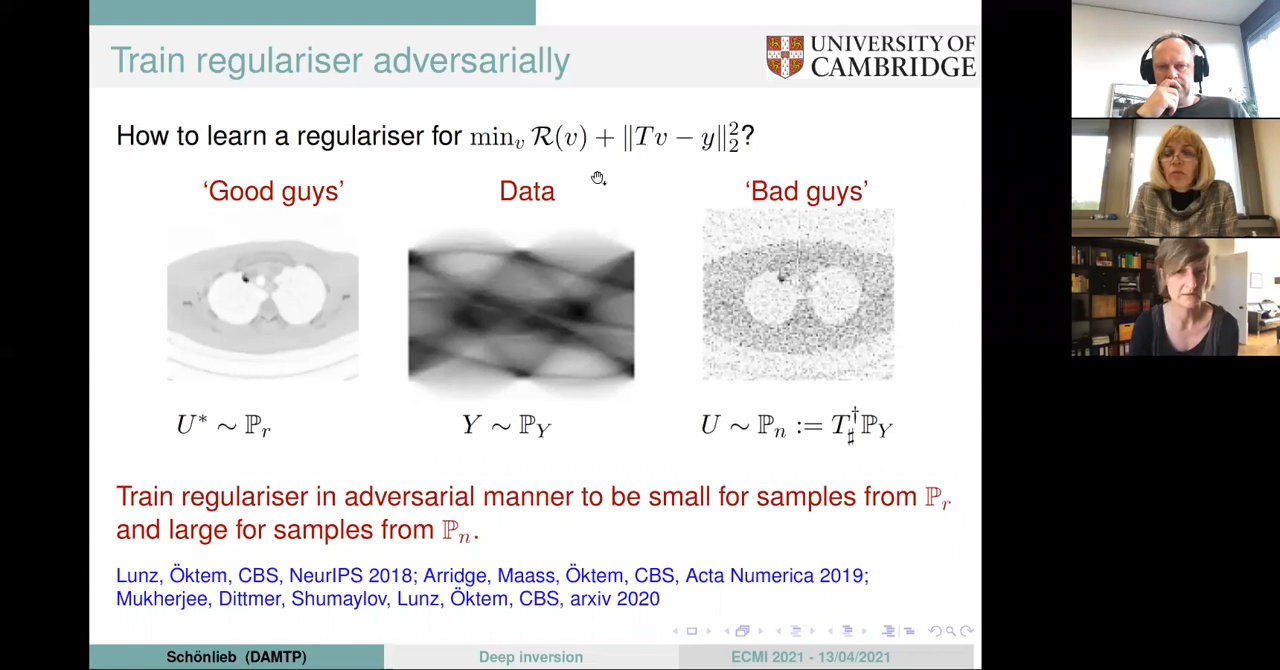 Train regulariser adversarially
UNIVERSITY OF
CAMBRIDGE
How to learn a regulariser for min_v R(v) + ‖Tv − y‖₂²?
‘Good guys’
Data
‘Bad guys’
U* ∼ ℙ_r
Y ∼ ℙ_Y
U ∼ ℙ_n := T_♯^† ℙ_Y
Train regulariser in adversarial manner to be small for samples from ℙ_r
and large for samples from ℙ_n.
Lunz, Öktem, CBS, NeurIPS 2018; Arridge, Maass, Öktem, CBS, Acta Numerica 2019;
Mukherjee, Dittmer, Shumaylov, Lunz, Öktem, CBS, arxiv 2020
Schönlieb (DAMTP)
Deep inversion
ECMI 2021 - 13/04/2021